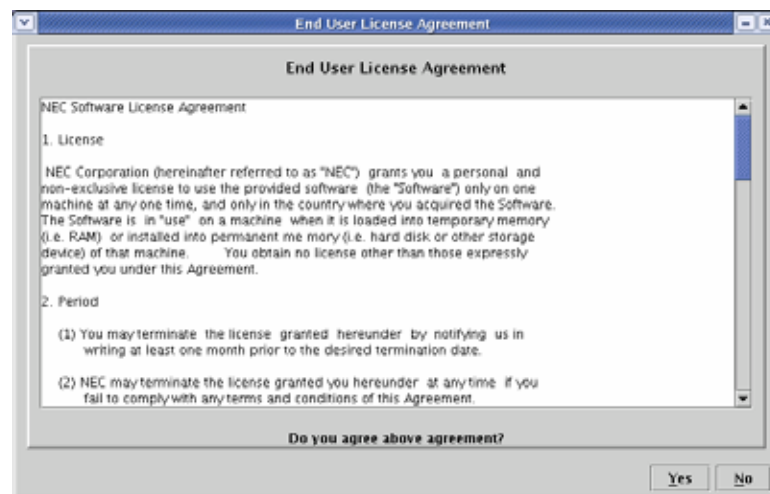 End User License Agreement
End User License Agreement
NEC Software License Agreement
1. License
NEC Corporation (hereinafter referred to as "NEC") grants you a personal and
non-exclusive license to use the provided software (the "Software") only on one
machine at any one time, and only in the country where you acquired the Software.
The Software is in "use" on a machine when it is loaded into temporary memory
(i.e. RAM) or installed into permanent me mory (i.e. hard disk or other storage
device) of that machine. You obtain no license other than those expressly
granted you under this Agreement.
2. Period
(1) You may terminate the license granted hereunder by notifying us in
writing at least one month prior to the desired termination date.
(2) NEC may terminate the license granted you hereunder at any time if you
fail to comply with any terms and conditions of this Agreement.
Do you agree above agreement?
Yes No